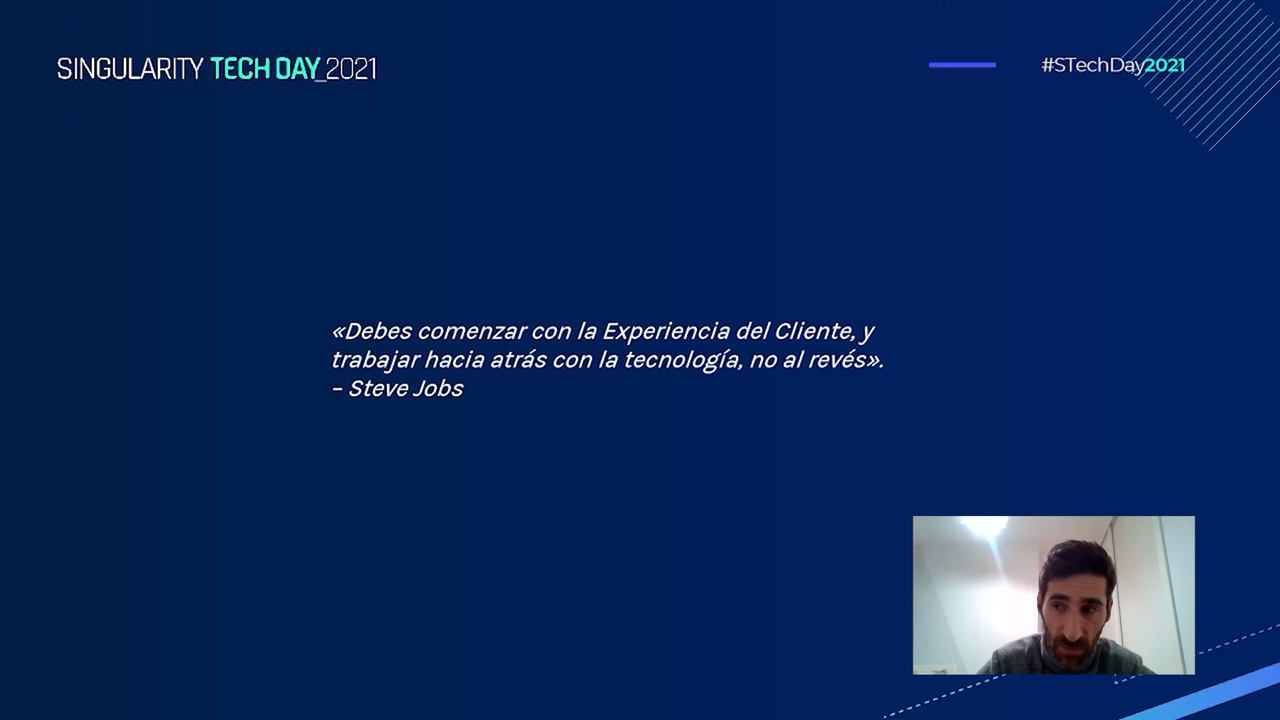 SINGULARITY TECH DAY_2021
#STechDay2021
«Debes comenzar con la Experiencia del Cliente, y
trabajar hacia atrás con la tecnología, no al revés».
– Steve Jobs